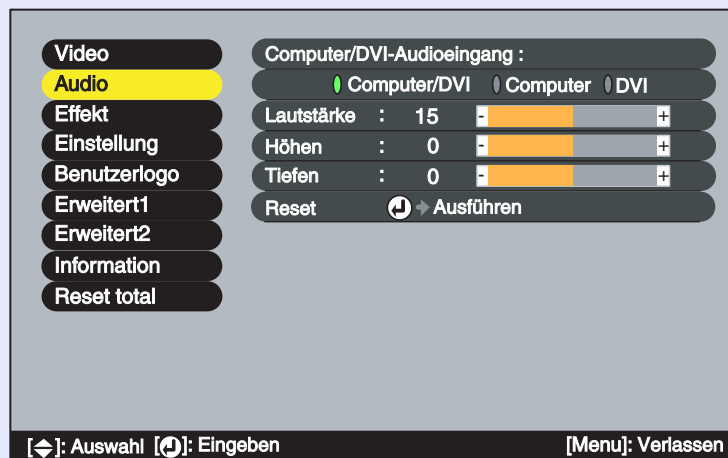 Video
Audio
Effekt
Einstellung
Benutzerlogo
Erweitert1
Erweitert2
Information
Reset total
Computer/DVI-Audioeingang :
Computer/DVI Computer DVI
Lautstärke : 15 - +
Höhen : 0 - +
Tiefen : 0 - +
Reset Ausführen
[ ]: Auswahl [ ]: Eingeben [Menu]: Verlassen